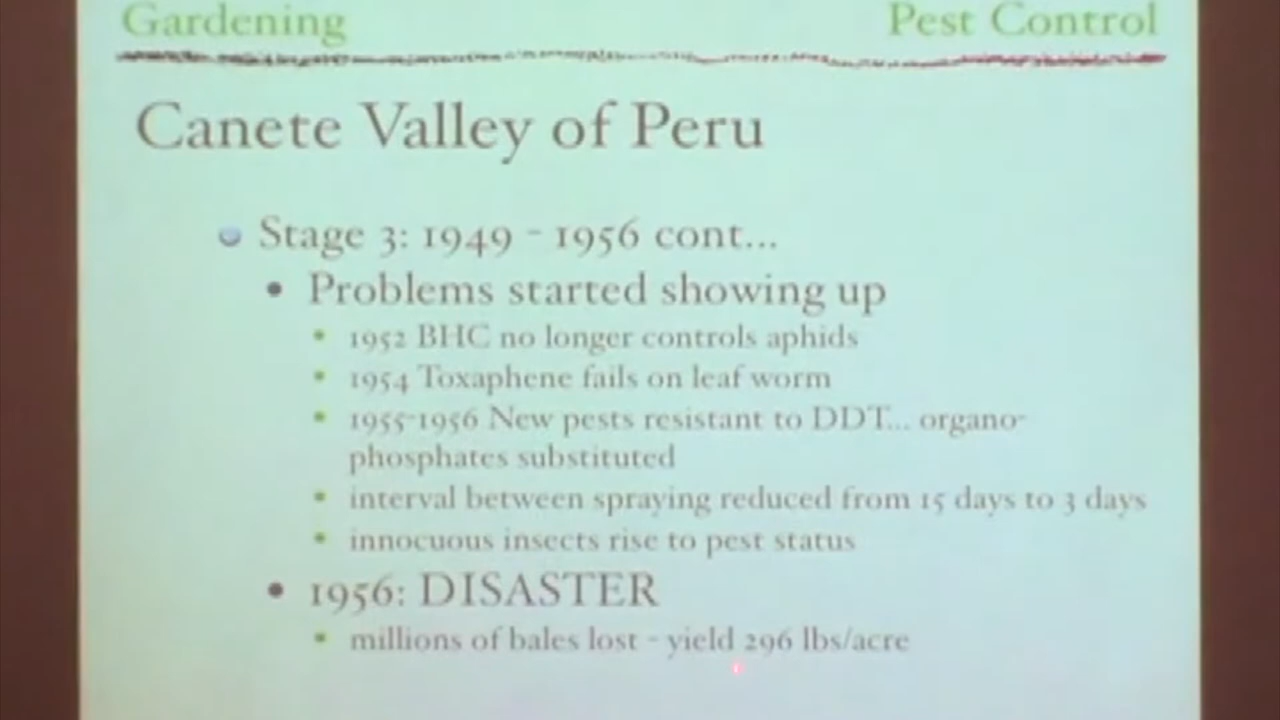 Gardening Pest Control
Canete Valley of Peru
Stage 3: 1949 - 1956 cont...
Problems started showing up
1952 BHC no longer controls aphids
1954 Toxaphene fails on leaf worm
1955-1956 New pests resistant to DDT... organo-
phosphates substituted
interval between spraying reduced from 15 days to 3 days
innocuous insects rise to pest status
1956: DISASTER
millions of bales lost - yield 296 lbs/acre